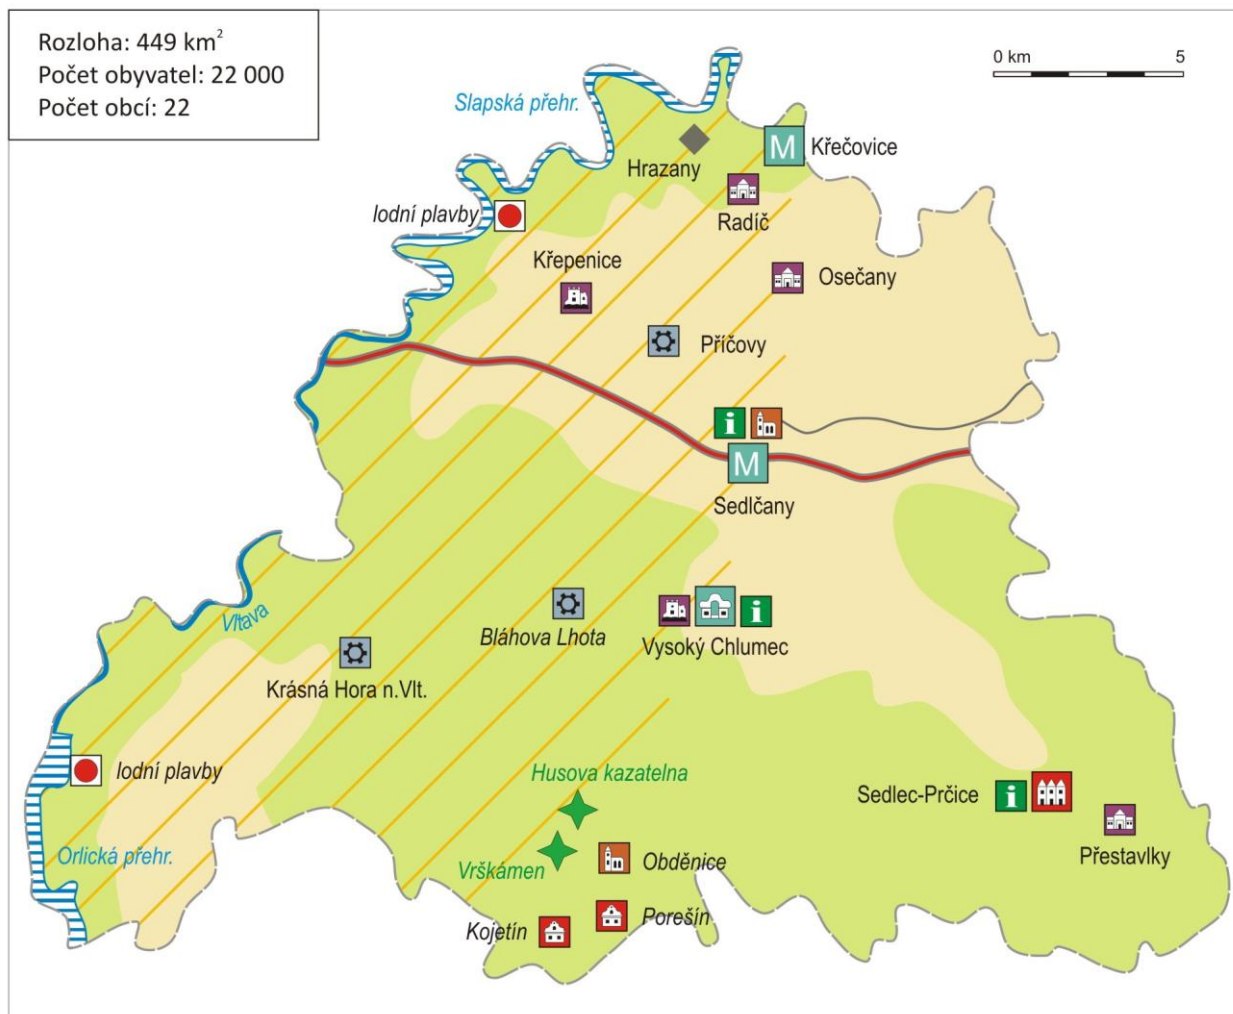 Rozloha: 449 km²
Počet obyvatel: 22 000
Počet obcí: 22
0 km 5
Slapská přehr.
Křečovice
Hrazany
lodní plavby
Radíč
Křepenice
Osečany
Příčovy
M
M
Sedlčany
Vltava
Bláhova Lhota
Vysoký Chlumec
Krásná Hora n.Vlt.
lodní plavby
Husova kazatelna
Sedlec-Prčice
Orlická přehr.
Vrškámen
Obděnice
Přestavlky
Porešín
Kojetín
i
i
i